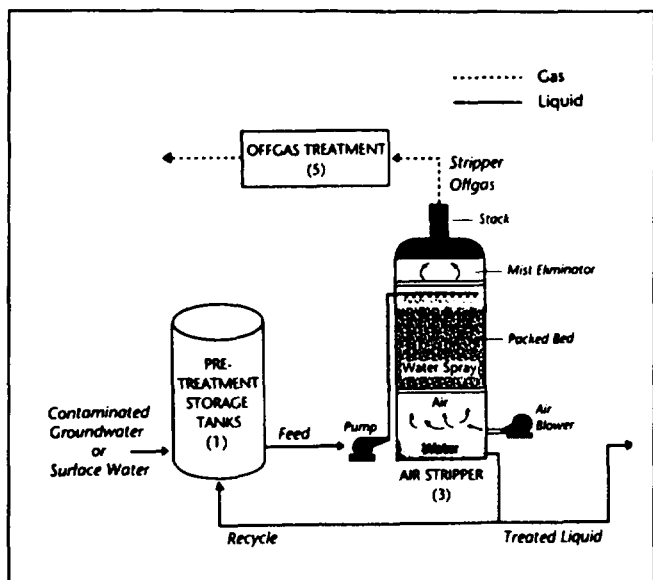 Gas
Liquid
OFFGAS TREATMENT
(5)
Stripper
Offgas
Stack
Mist Eliminator
Packed Bed
Water Spray
PRE-
TREATMENT
STORAGE
TANKS
(1)
Contaminated
Groundwater
or
Surface Water
Feed
Pump
Air
Air
Blower
Water
AIR STRIPPER
(3)
Recycle
Treated Liquid